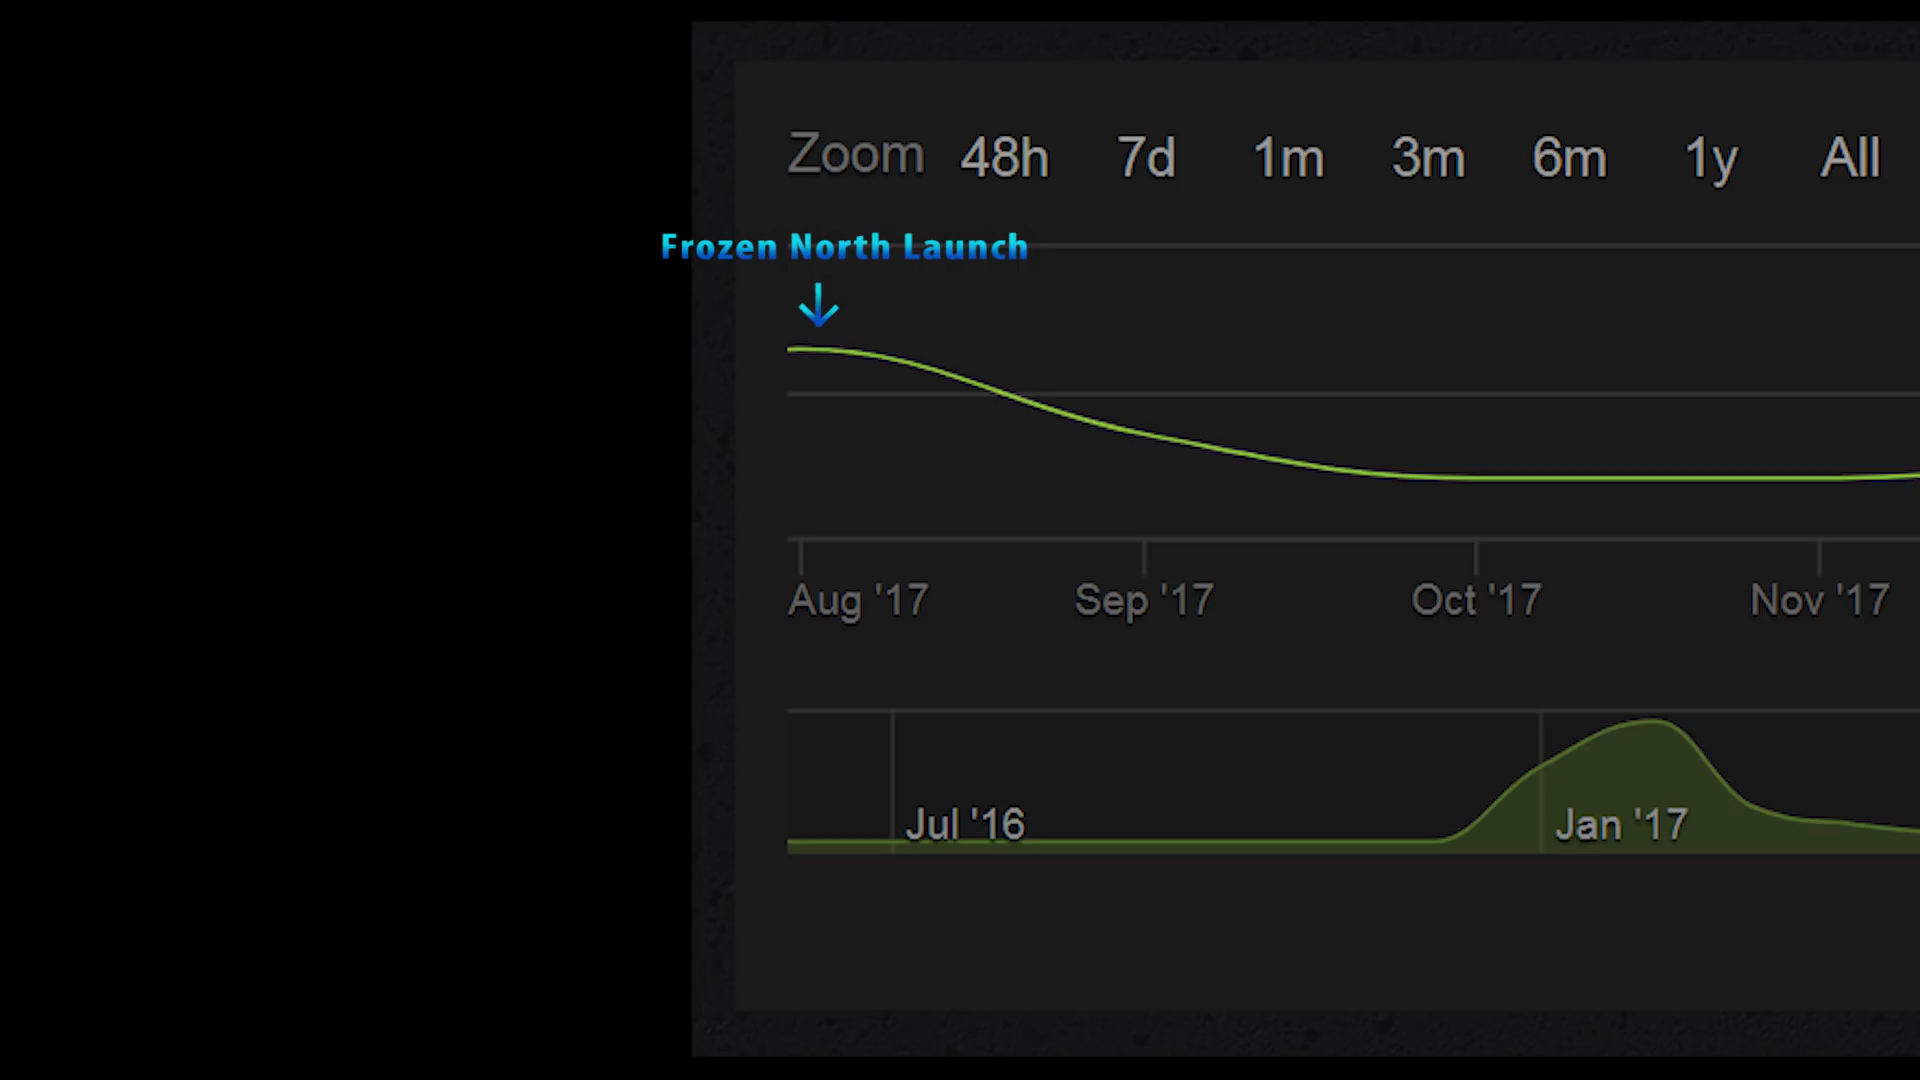 Zoom 48h 7d 1m 3m 6m 1y All
Frozen North Launch
Aug '17 Sep '17 Oct '17 Nov '17
Jul '16 Jan '17